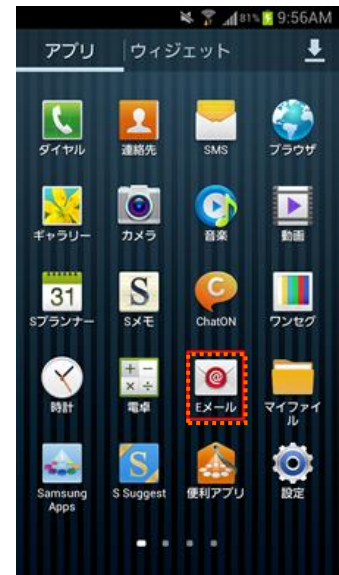 81% 9:56AM
アプリ ウィジェット
ダイヤル 連絡先 SMS ブラウザ
ギャラリー カメラ 音楽 動画
31
Sプランナー Sメモ ChatON ワンセグ
時計 電卓 Eメール マイファイ
ル
Samsung S Suggest 便利アプリ 設定
Apps